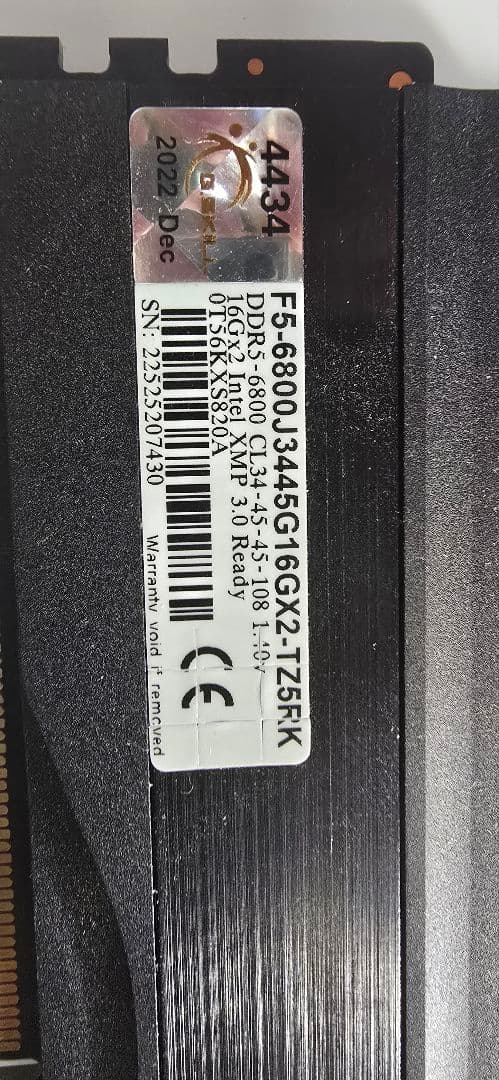 4434
G.SKILL
2022 Dec
F5-6800J3445G16GX2-TZ5RK
DDR5-6800 CL34-45-45-108 1.40v
16Gx2 Intel XMP 3.0 Ready
0T56KXS820A
SN: 22525207430
Warranty void if removed
CE